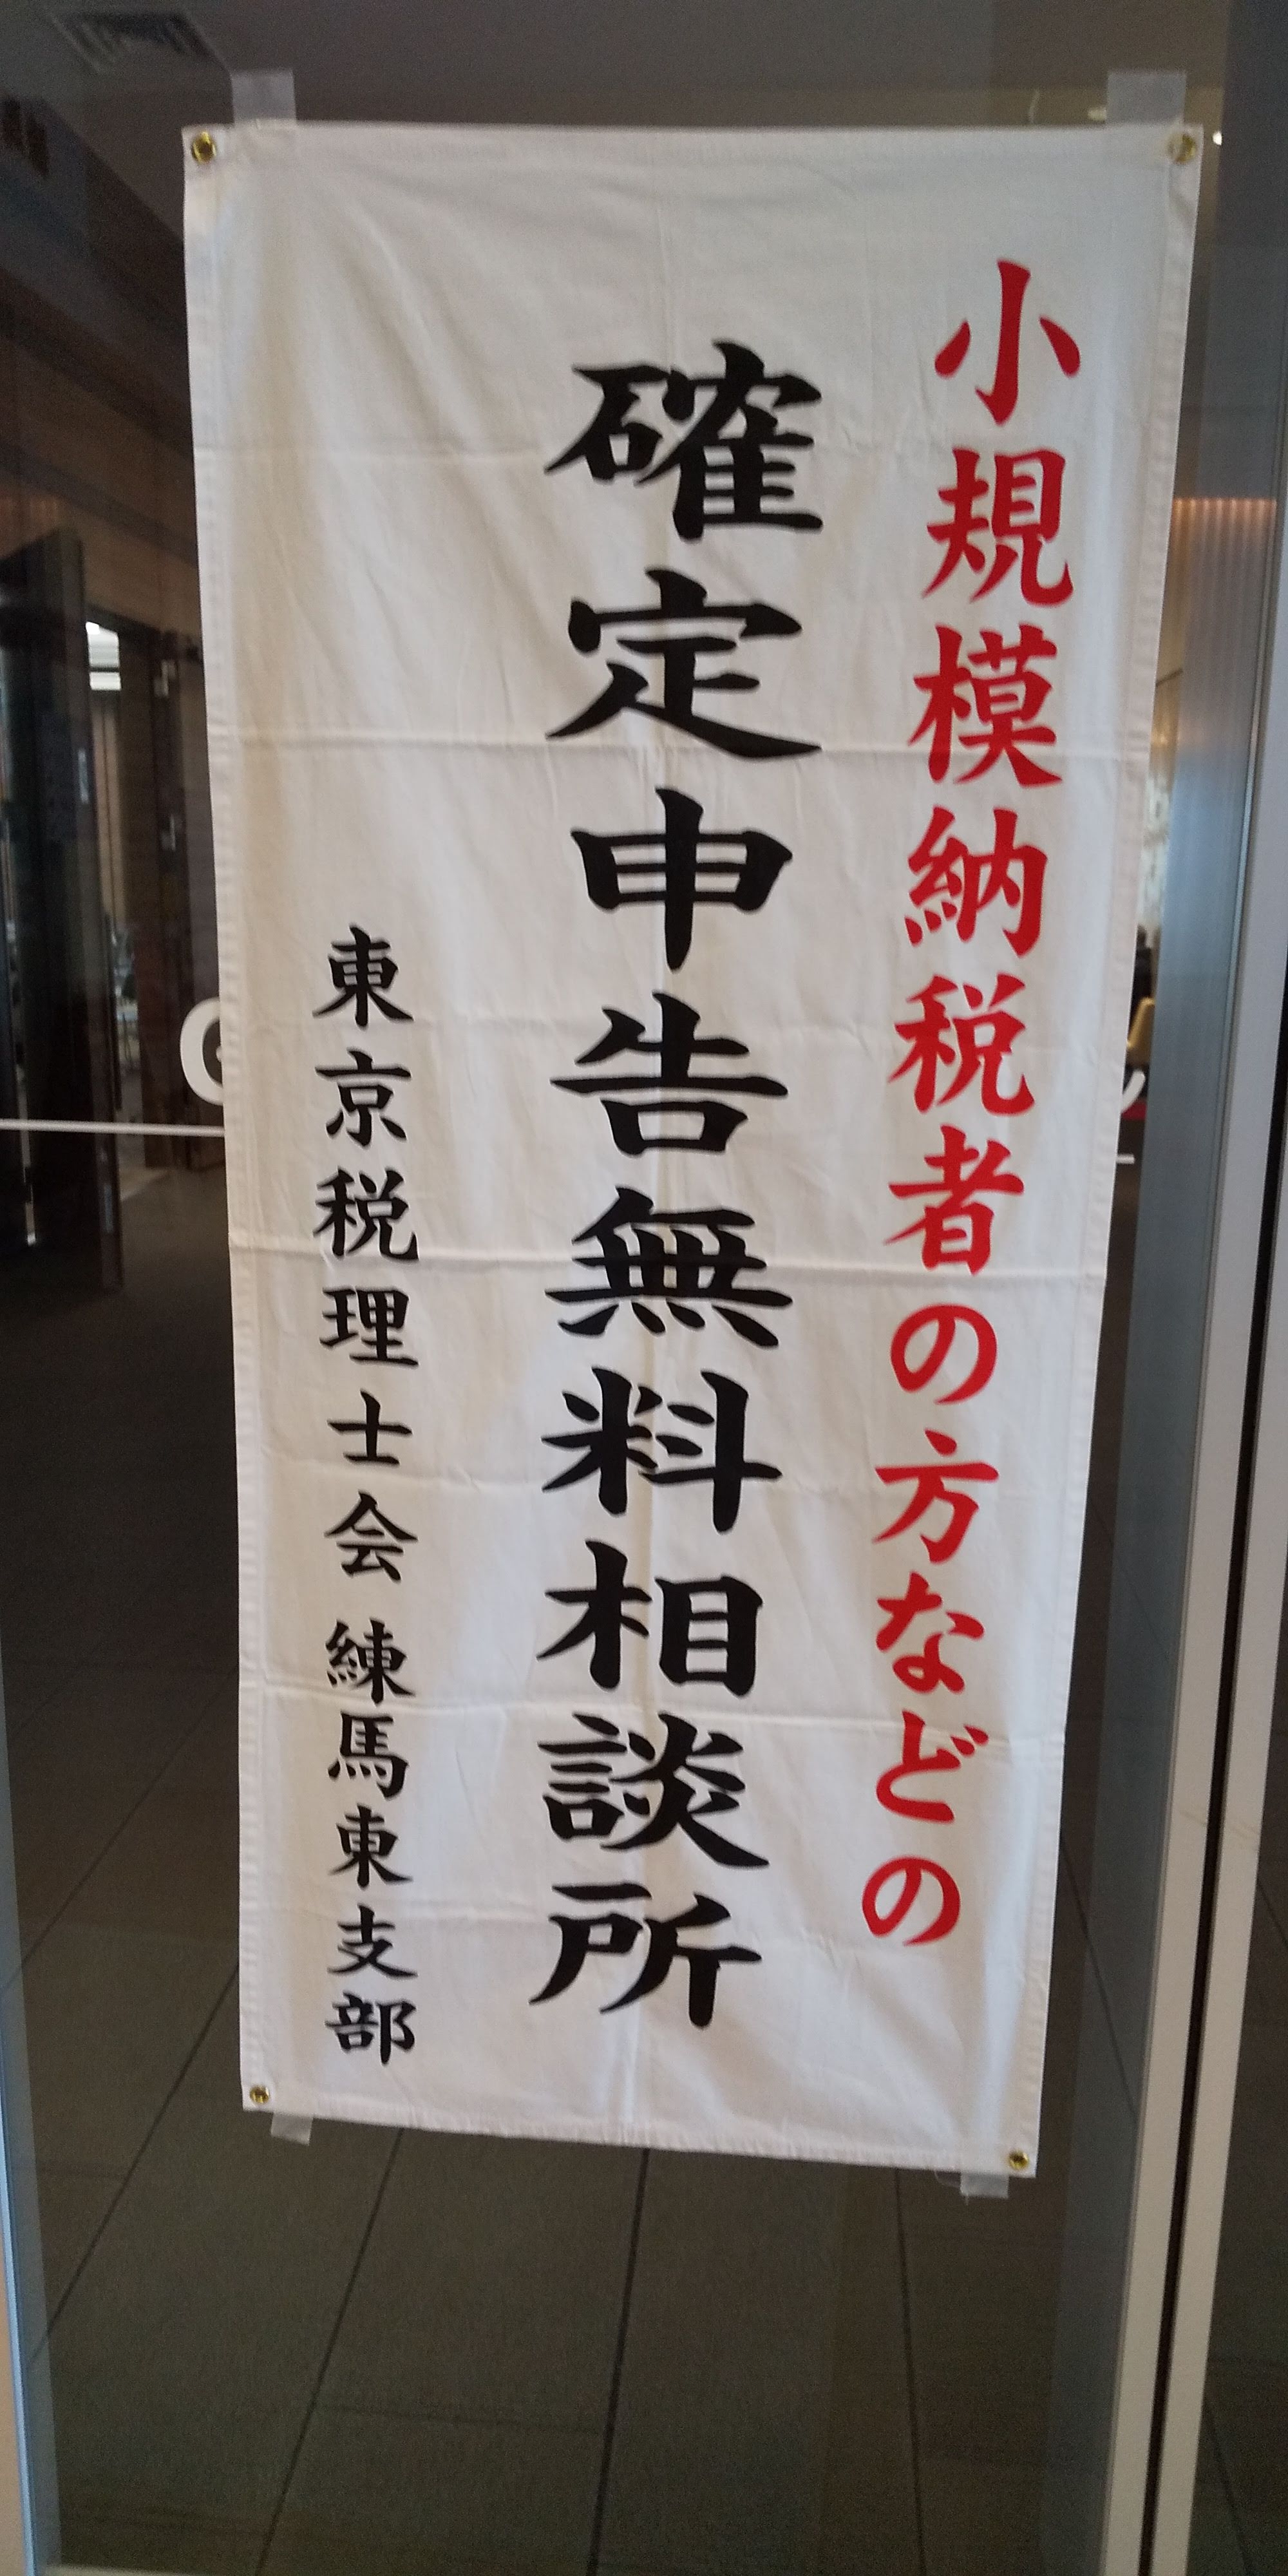 小規模納税者の方などの
確定申告無料相談所
東京税理士会 練馬東支部